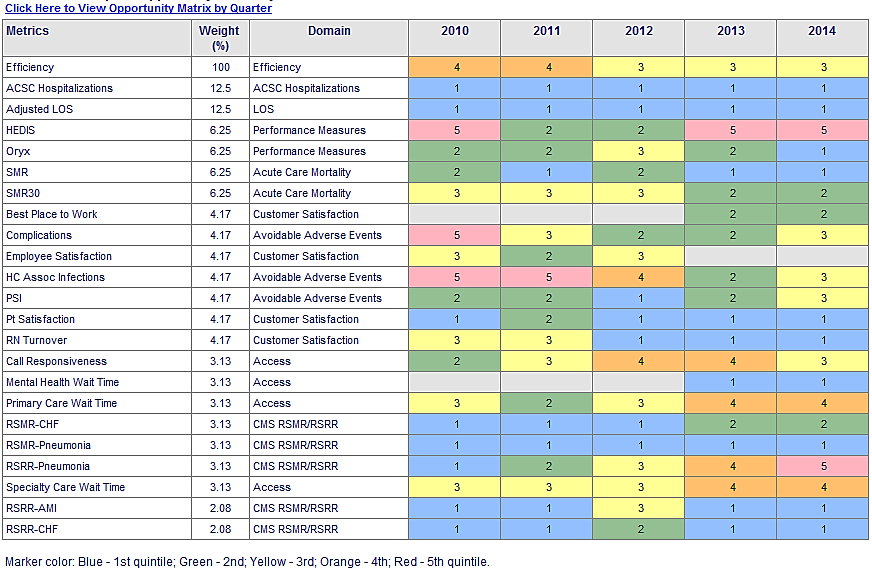 Click Here to View Opportunity Matrix by Quarter
Metrics Weight (%) Domain 2010 2011 2012 2013 2014
Efficiency 100 Efficiency 4 4 3 3 3
ACSC Hospitalizations 12.5 ACSC Hospitalizations 1 1 1 1 1
Adjusted LOS 12.5 LOS 1 1 1 1 1
HEDIS 6.25 Performance Measures 5 2 2 5 5
Oryx 6.25 Performance Measures 2 2 3 2 1
SMR 6.25 Acute Care Mortality 2 1 2 1 1
SMR30 6.25 Acute Care Mortality 3 3 3 2 2
Best Place to Work 4.17 Customer Satisfaction 2 2
Complications 4.17 Avoidable Adverse Events 5 3 2 2 3
Employee Satisfaction 4.17 Customer Satisfaction 3 2 3
HC Assoc Infections 4.17 Avoidable Adverse Events 5 5 4 2 3
PSI 4.17 Avoidable Adverse Events 2 2 1 2 3
Pt Satisfaction 4.17 Customer Satisfaction 1 2 1 1 1
RN Turnover 4.17 Customer Satisfaction 3 3 1 1 1
Call Responsiveness 3.13 Access 2 3 4 4 3
Mental Health Wait Time 3.13 Access 1 1
Primary Care Wait Time 3.13 Access 3 2 3 4 4
RSMR-CHF 3.13 CMS RSMR/RSRR 1 1 1 2 2
RSMR-Pneumonia 3.13 CMS RSMR/RSRR 1 1 1 1 1
RSRR-Pneumonia 3.13 CMS RSMR/RSRR 1 2 3 4 5
Specialty Care Wait Time 3.13 Access 3 3 3 4 4
RSRR-AMI 2.08 CMS RSMR/RSRR 1 1 3 1 1
RSRR-CHF 2.08 CMS RSMR/RSRR 1 1 2 1 1
Marker color: Blue - 1st quintile; Green - 2nd; Yellow - 3rd; Orange - 4th; Red - 5th quintile.